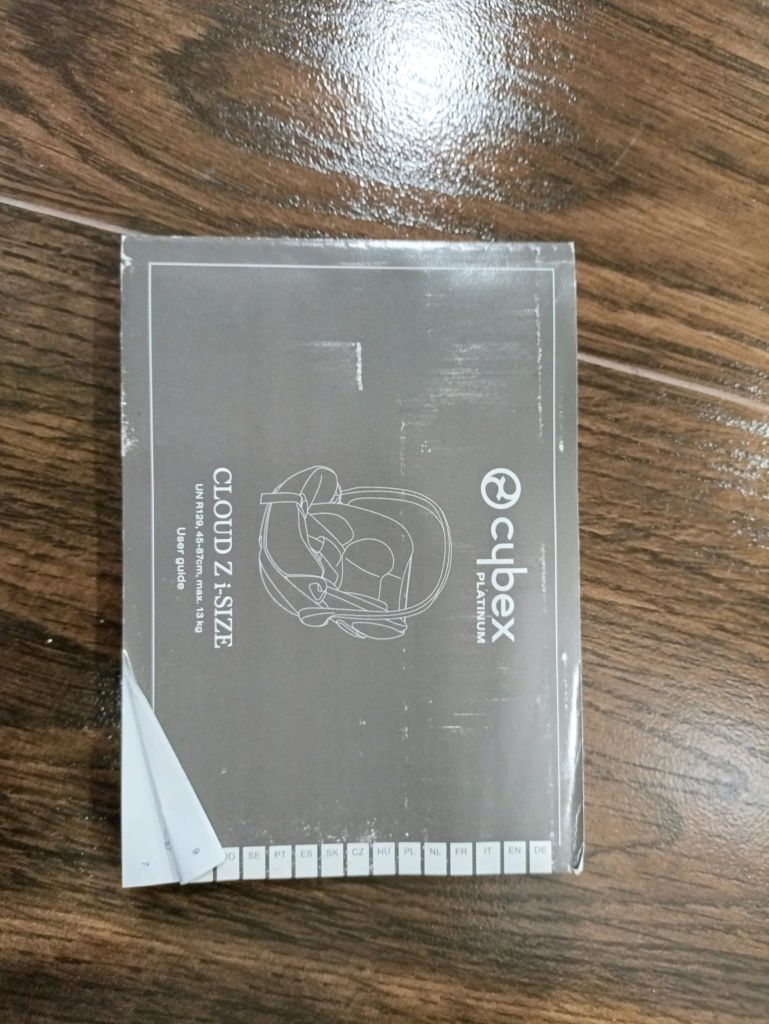 cybex
PLATINUM
CLOUD Z i-SIZE
UN R129, 45-87cm, max. 13 kg
User guide
DE
EN
IT
FR
NL
PL
HU
CZ
SK
ES
PT
SE